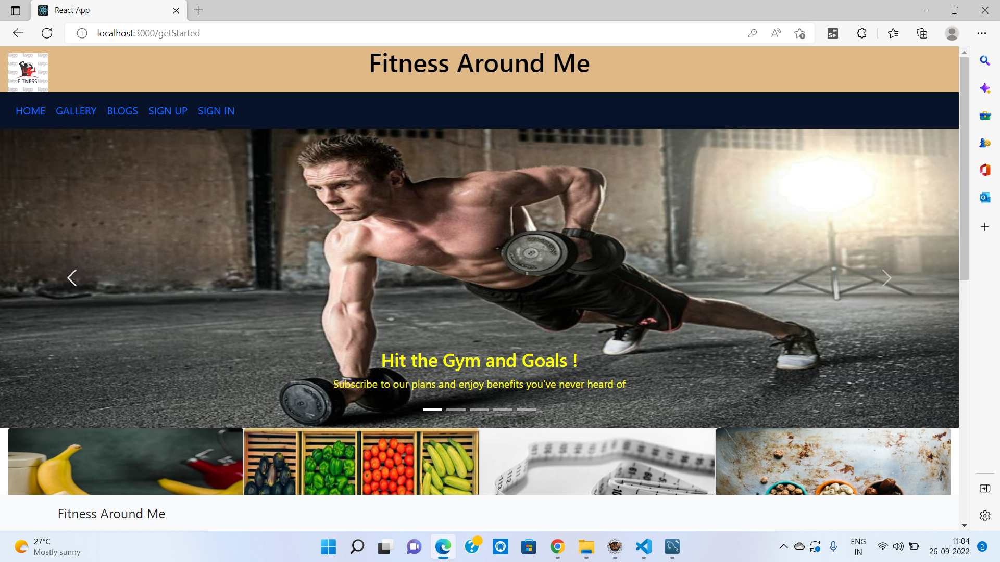 React App
localhost:3000/getStarted
Fitness Around Me
FITNESS
HOME GALLERY BLOGS SIGN UP SIGN IN
Hit the Gym and Goals !
Subscribe to our plans and enjoy benefits you've never heard of
Fitness Around Me
27°C
Mostly sunny
ENG
IN
11:04
26-09-2022
2